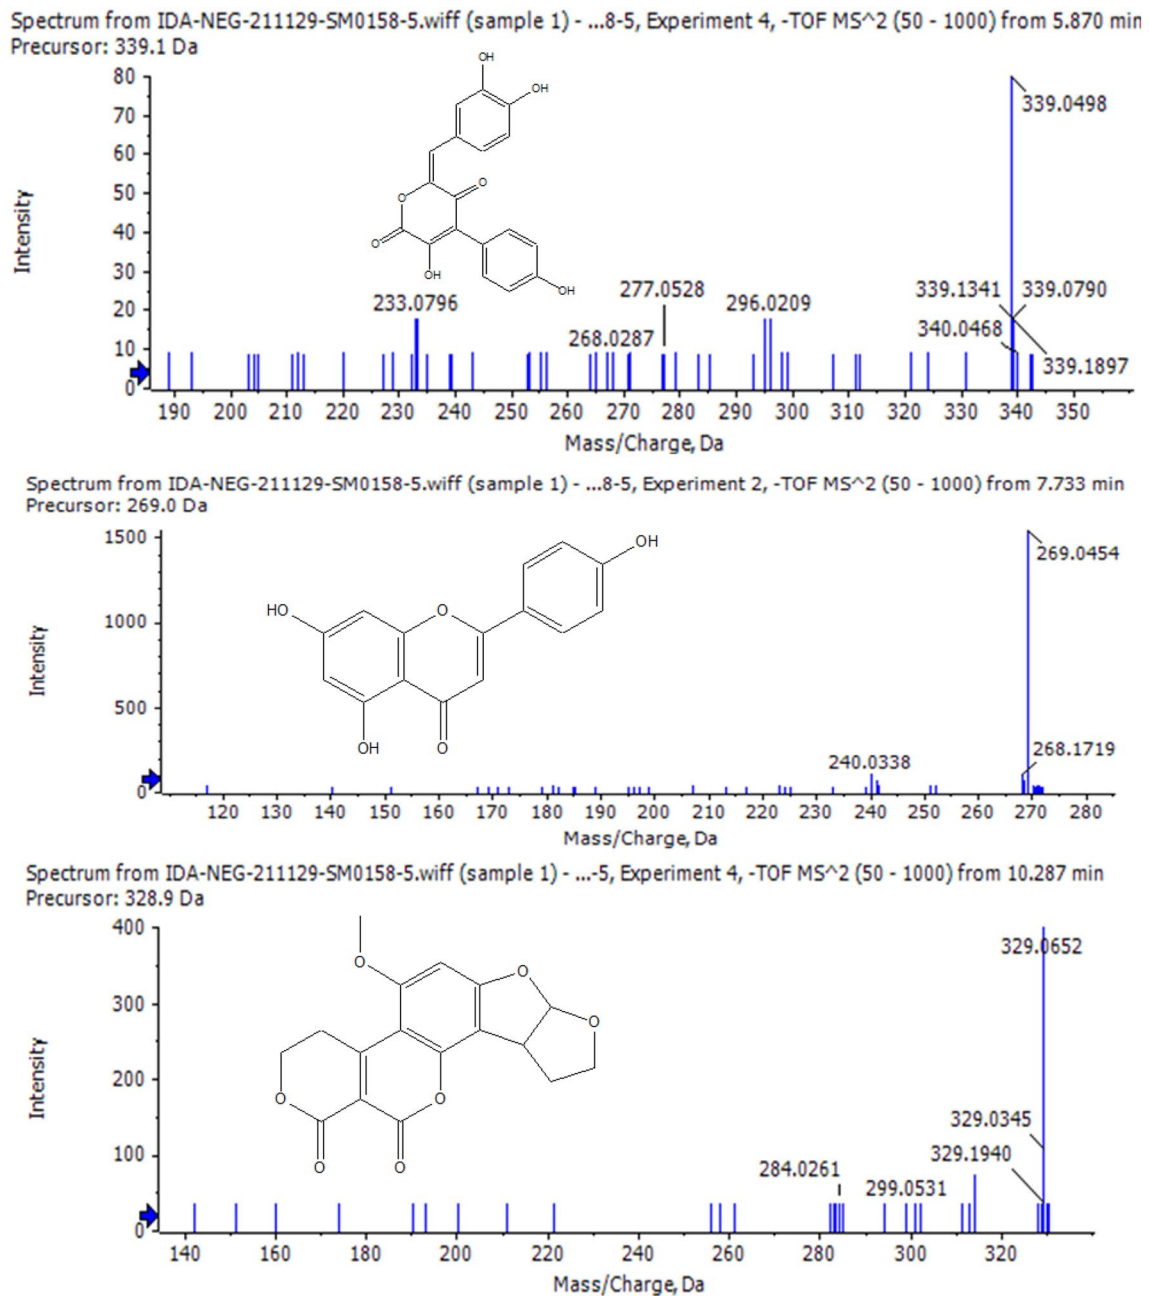 Spectrum from IDA-NEG-211129-SM0158-5.wiff (sample 1) - ...8-5, Experiment 4, -TOF MS^2 (50 - 1000) from 5.870 min
Precursor: 339.1 Da
Intensity
80
70
60
50
40
30
20
10
0
OH
OH
O
O
O
OH
OH
339.0498
277.0528
296.0209
339.1341
339.0790
233.0796
268.0287
340.0468
339.1897
190 200 210 220 230 240 250 260 270 280 290 300 310 320 330 340 350
Mass/Charge, Da
Spectrum from IDA-NEG-211129-SM0158-5.wiff (sample 1) - ...8-5, Experiment 2, -TOF MS^2 (50 - 1000) from 7.733 min
Precursor: 269.0 Da
Intensity
1500
1000
500
0
OH
HO
O
OH
O
269.0454
268.1719
240.0338
120 130 140 150 160 170 180 190 200 210 220 230 240 250 260 270 280
Mass/Charge, Da
Spectrum from IDA-NEG-211129-SM0158-5.wiff (sample 1) - ...-5, Experiment 4, -TOF MS^2 (50 - 1000) from 10.287 min
Precursor: 328.9 Da
Intensity
400
300
200
100
0
O
O
O
O
O
O
O
329.0652
329.0345
329.1940
284.0261
299.0531
140 160 180 200 220 240 260 280 300 320
Mass/Charge, Da